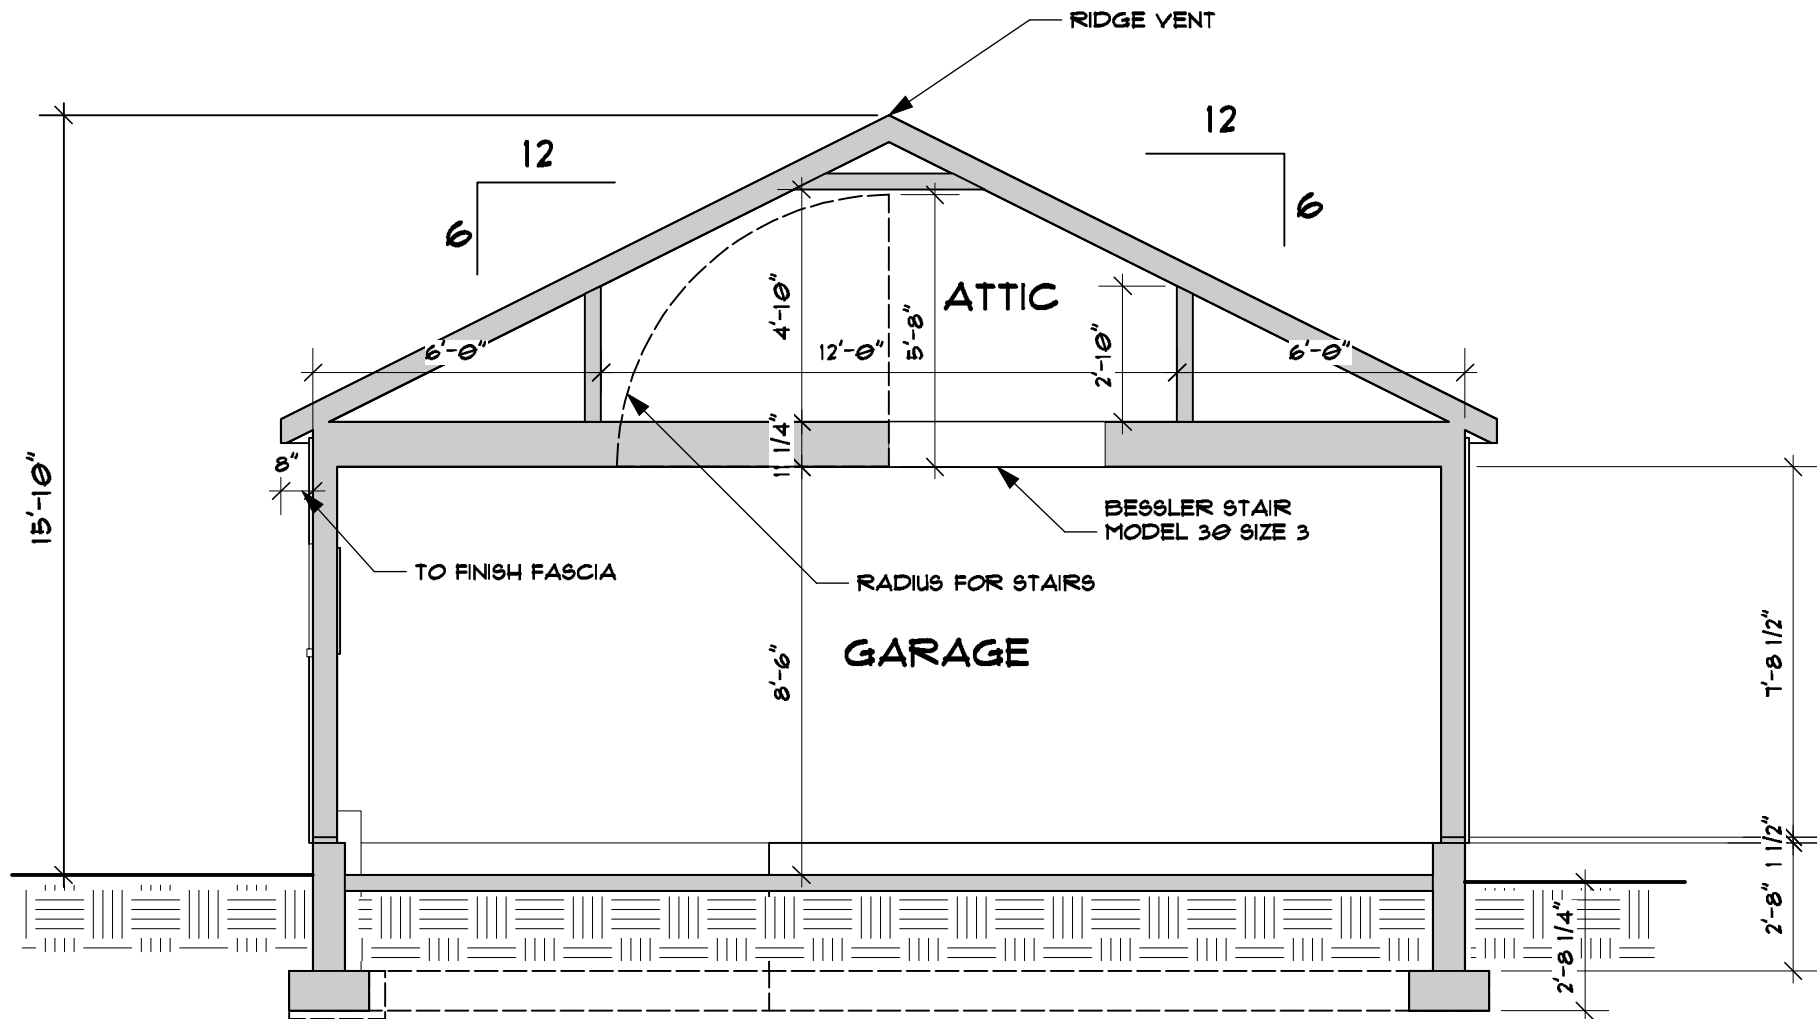 RIDGE VENT
12
12
6
6
4'-10"
ATTIC
5'-8"
2'-10"
6'-0"
12'-0"
6'-0"
11 1/4"
8"
15'-10"
BESSLER STAIR
MODEL 30 SIZE 3
TO FINISH FASCIA
RADIUS FOR STAIRS
GARAGE
8'-6"
7'-8 1/2"
1 1/2"
2'-8"
2'-8 1/4"